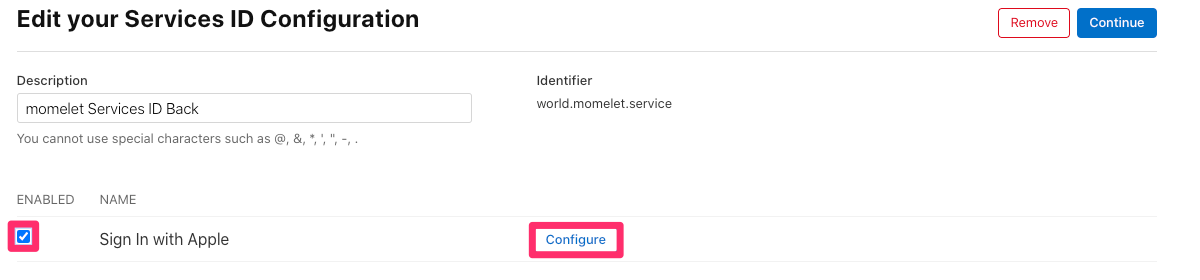 Edit your Services ID Configuration
Remove
Continue
Description
Identifier
momelet Services ID Back
world.momelet.service
You cannot use special characters such as @, &, *, ', ", -, .
ENABLED NAME
Sign In with Apple
Configure